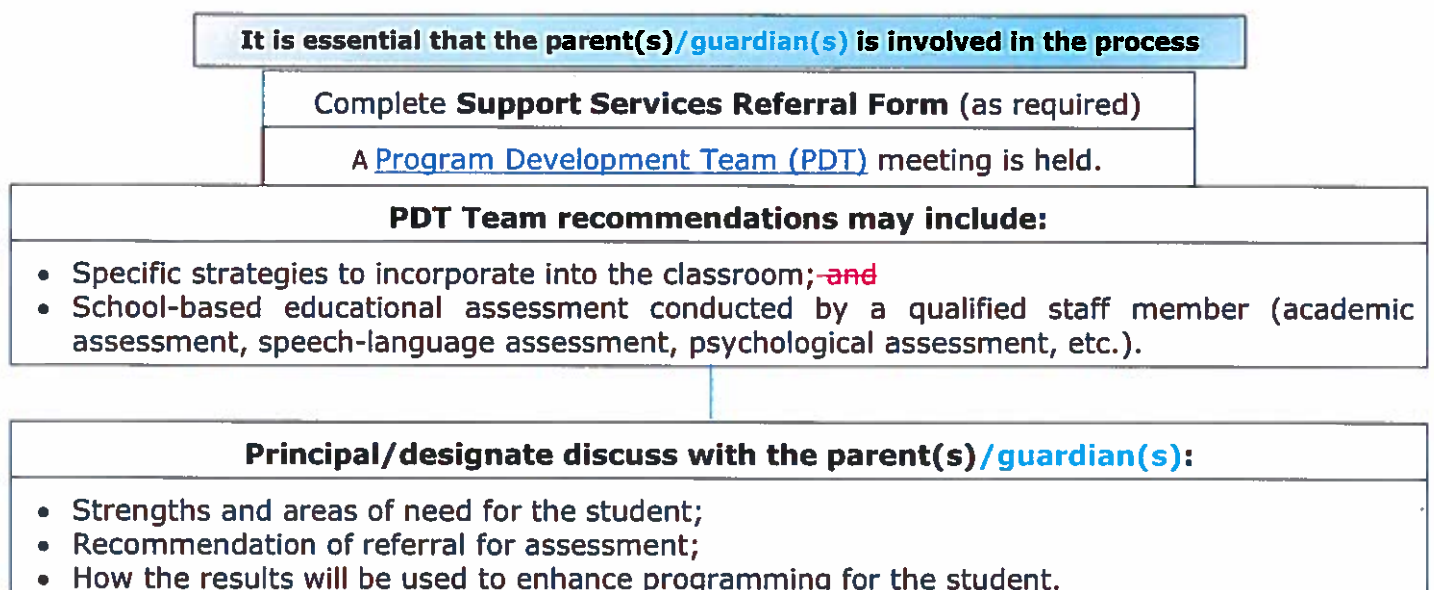 It is essential that the parent(s)/guardian(s) is involved in the process
Complete Support Services Referral Form (as required)
A Program Development Team (PDT) meeting is held.
PDT Team recommendations may include:
• Specific strategies to incorporate into the classroom; and
• School-based educational assessment conducted by a qualified staff member (academic
assessment, speech-language assessment, psychological assessment, etc.).
Principal/designate discuss with the parent(s)/guardian(s):
• Strengths and areas of need for the student;
• Recommendation of referral for assessment;
• How the results will be used to enhance programming for the student.